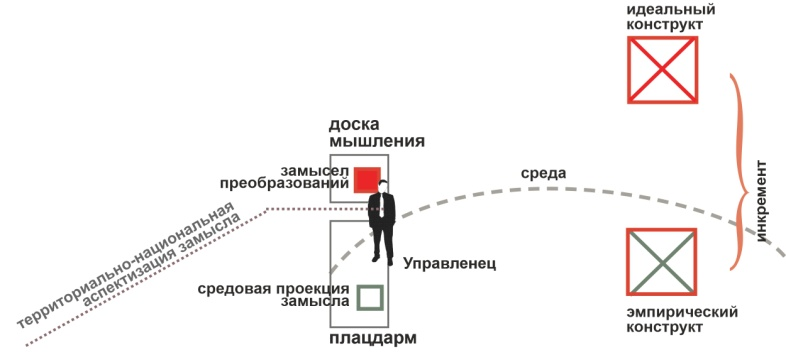 идеальный
конструкт
доска
мышления
замысел
преобразований
среда
территориально-национальная
аспектизация замысла
инкремент
Управленец
средовая проекция
замысла
плацдарм
эмпирический
конструкт